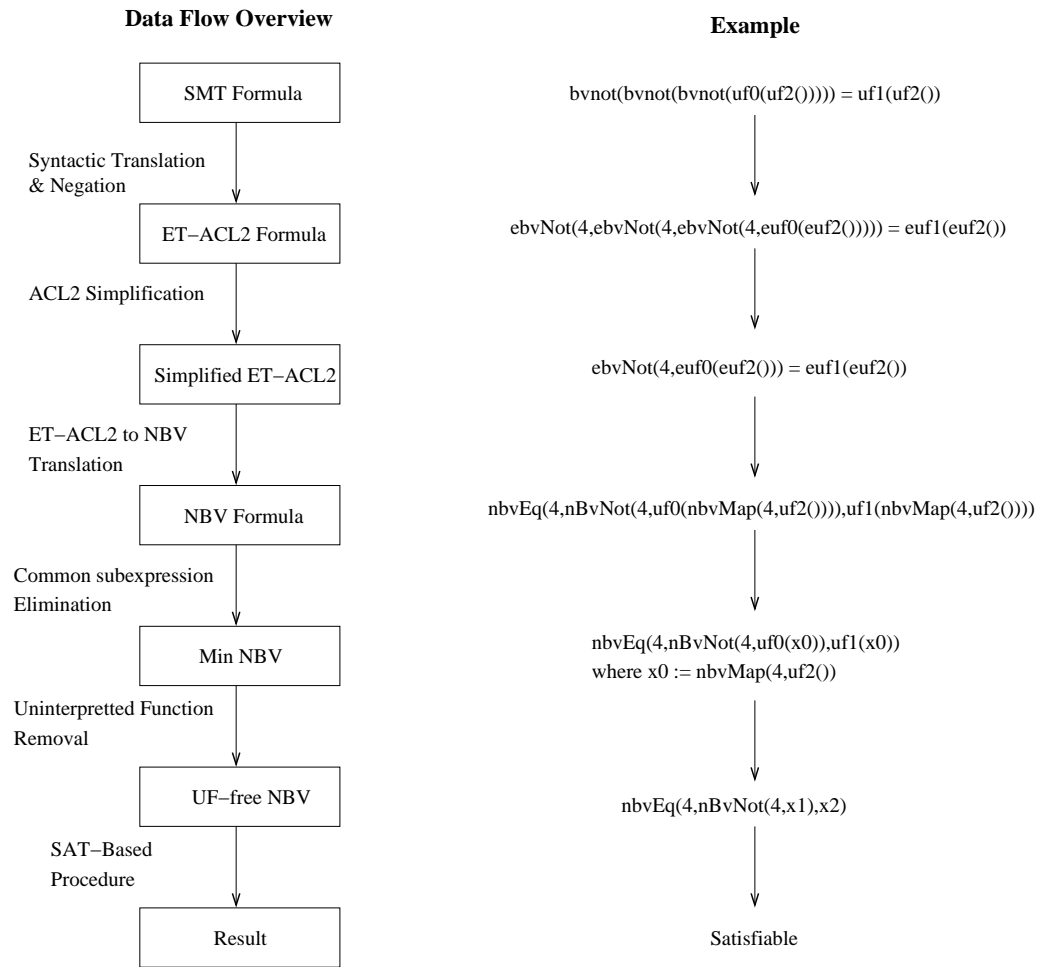 Data Flow Overview
Example
SMT Formula
bvnot(bvnot(bvnot(uf0(uf2())))) = uf1(uf2())
Syntactic Translation
& Negation
ET−ACL2 Formula
ebvNot(4,ebvNot(4,ebvNot(4,euf0(euf2())))) = euf1(euf2())
ACL2 Simplification
Simplified ET−ACL2
ebvNot(4,euf0(euf2())) = euf1(euf2())
ET−ACL2 to NBV
Translation
NBV Formula
nbvEq(4,nBvNot(4,uf0(nbvMap(4,uf2()))),uf1(nbvMap(4,uf2())))
Common subexpression
Elimination
Min NBV
nbvEq(4,nBvNot(4,uf0(x0)),uf1(x0))
where x0 := nbvMap(4,uf2())
Uninterpretted Function
Removal
UF−free NBV
nbvEq(4,nBvNot(4,x1),x2)
SAT−Based
Procedure
Result
Satisfiable